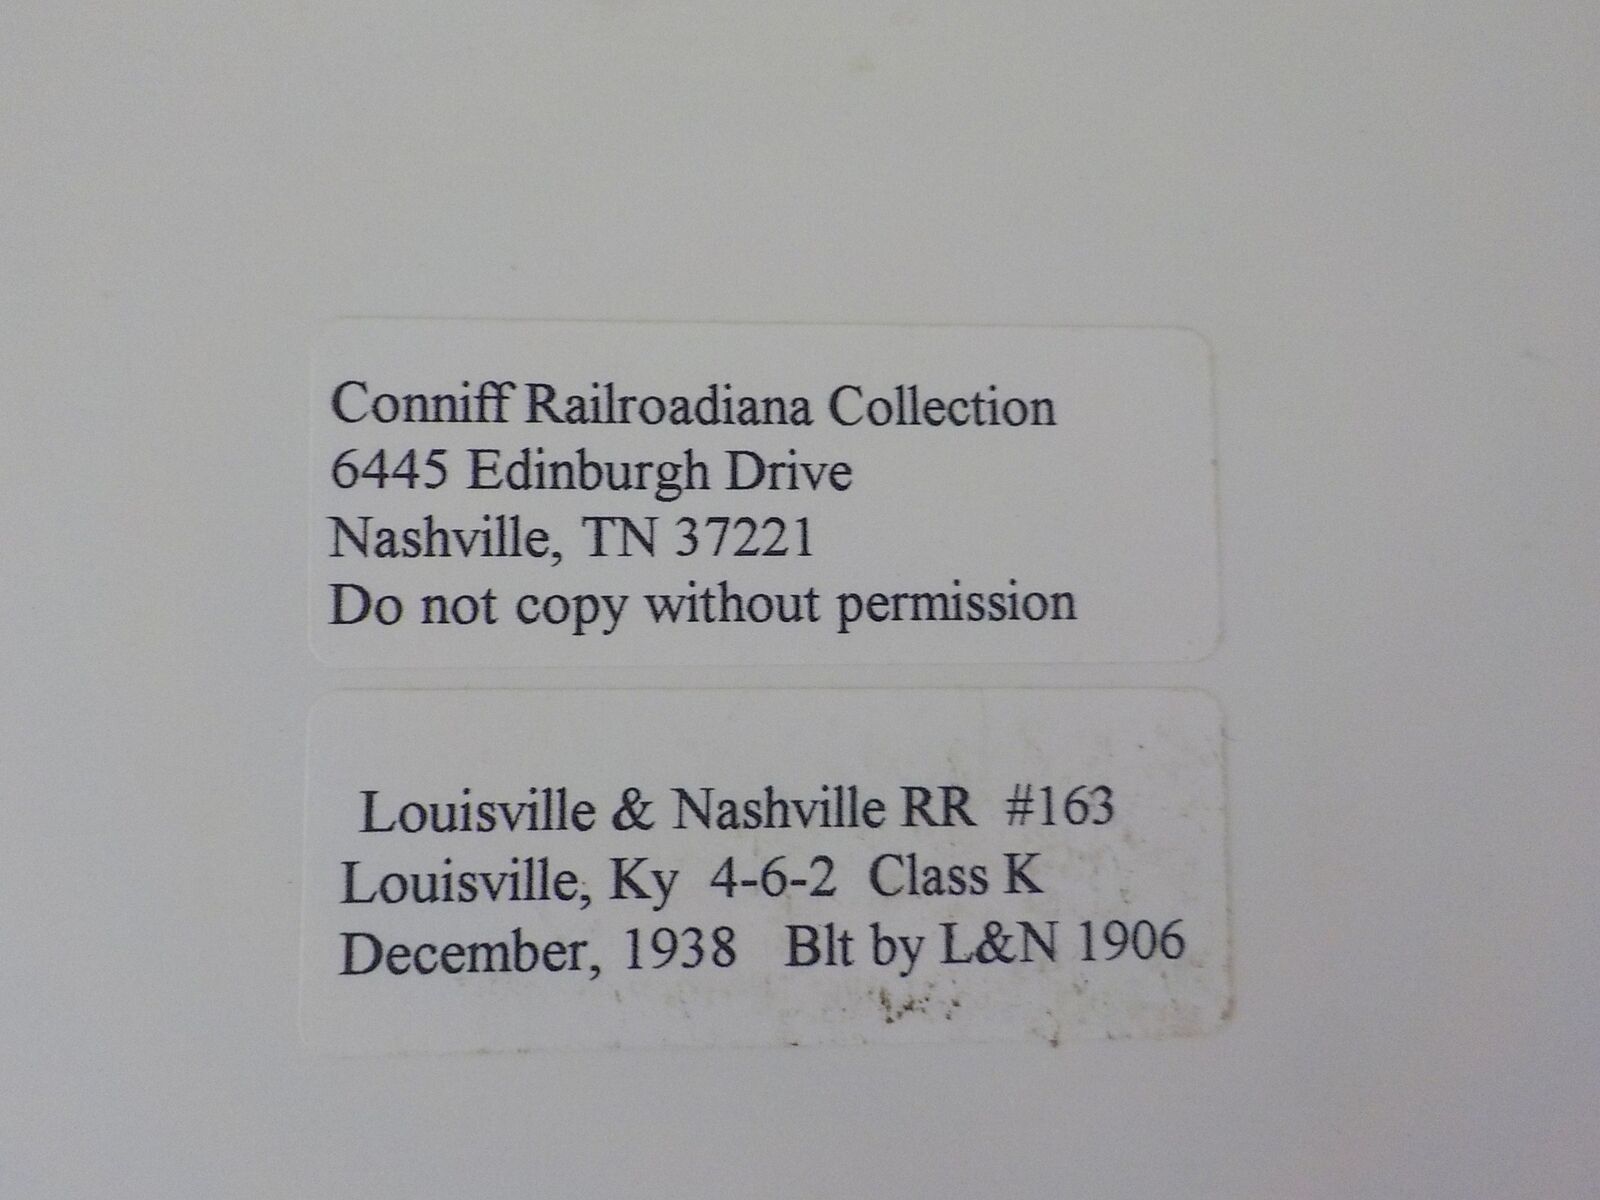 Conniff Railroadiana Collection
6445 Edinburgh Drive
Nashville, TN 37221
Do not copy without permission
Louisville & Nashville RR #163
Louisville, Ky 4-6-2 Class K
December, 1938 Blt by L&N 1906